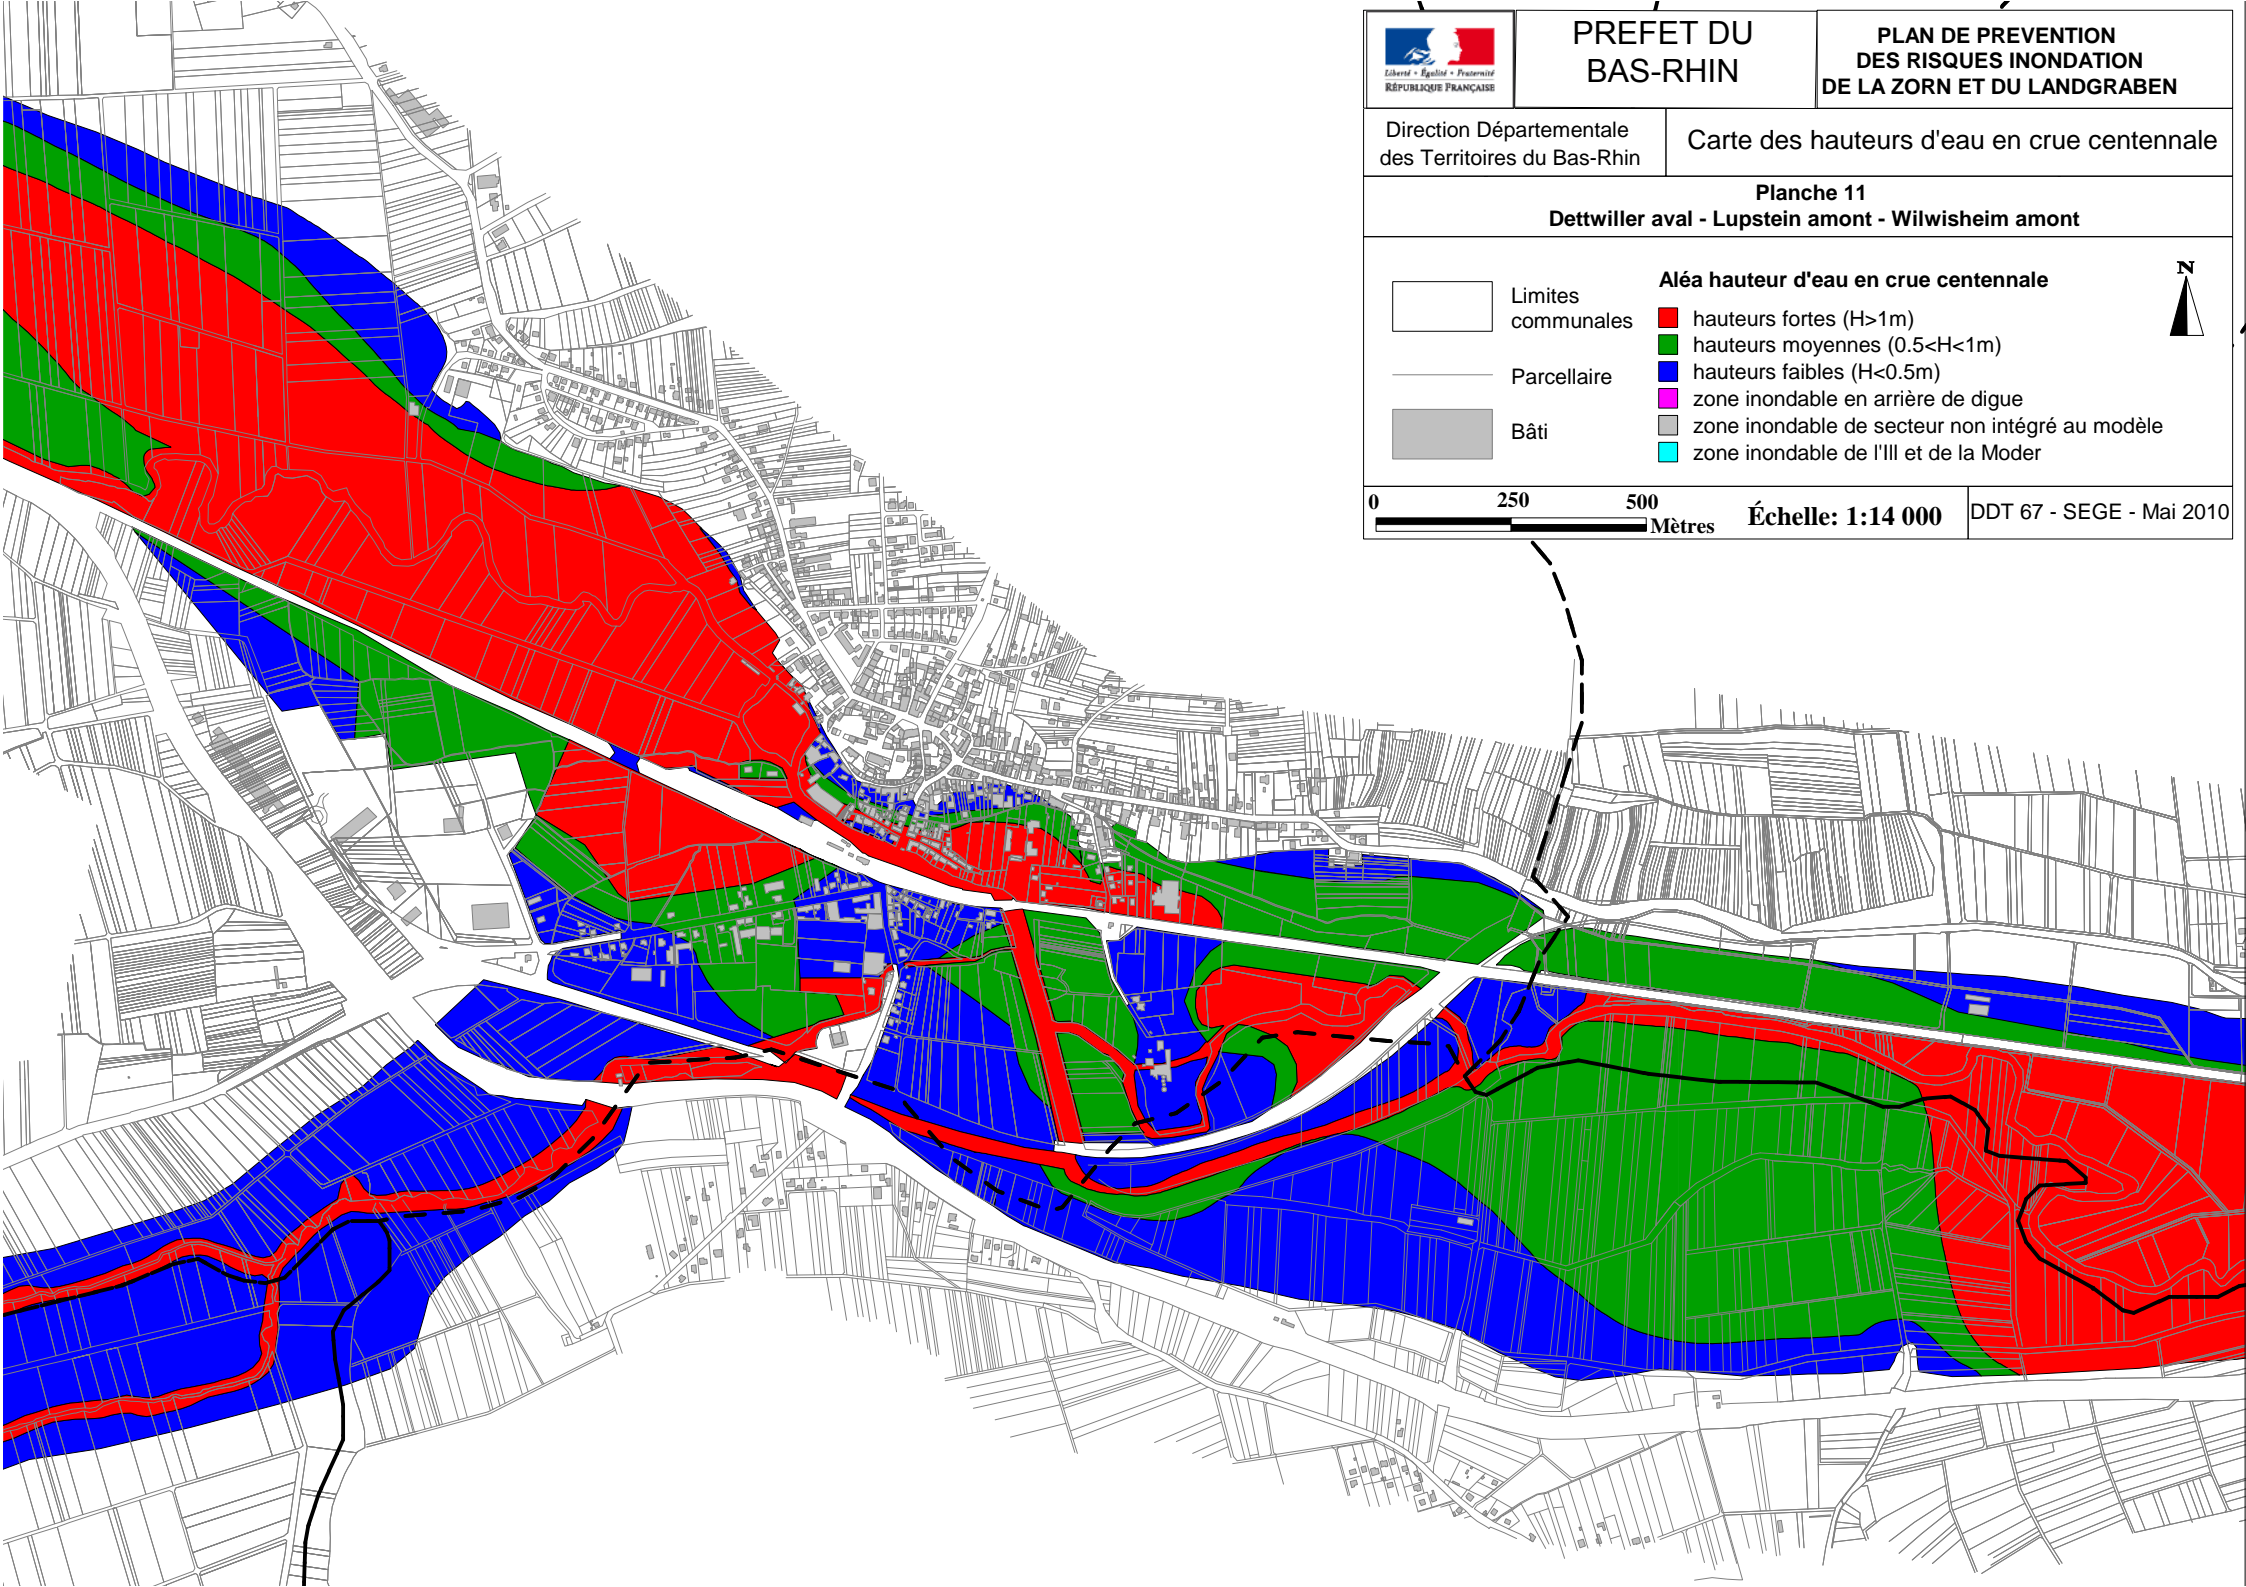 Liberté • Égalité • Fraternité
RÉPUBLIQUE FRANÇAISE
PREFET DU
BAS-RHIN
PLAN DE PREVENTION
DES RISQUES INONDATION
DE LA ZORN ET DU LANDGRABEN
Direction Départementale
des Territoires du Bas-Rhin
Carte des hauteurs d'eau en crue centennale
Planche 11
Dettwiller aval - Lupstein amont - Wilwisheim amont
Limites
communales
Parcellaire
Bâti
Aléa hauteur d'eau en crue centennale
hauteurs fortes (H>1m)
hauteurs moyennes (0.5<H<1m)
hauteurs faibles (H<0.5m)
zone inondable en arrière de digue
zone inondable de secteur non intégré au modèle
zone inondable de l'Ill et de la Moder
N
0 250 500
Mètres
Échelle: 1:14 000
DDT 67 - SEGE - Mai 2010